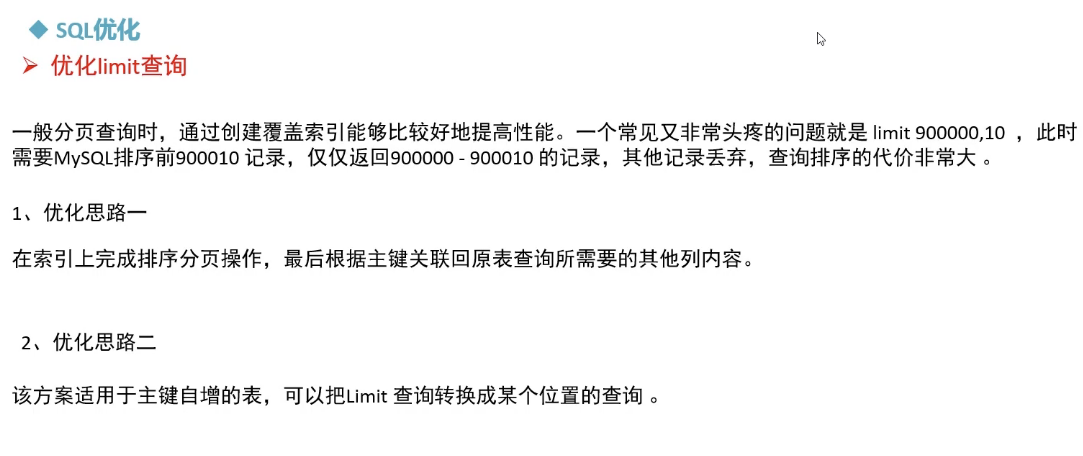 ◆ SQL优化
➢ 优化limit查询
一般分页查询时，通过创建覆盖索引能够比较好地提高性能。一个常见又非常头疼的问题就是 limit 900000,10 ，此时
需要MySQL排序前900010 记录，仅仅返回900000 - 900010 的记录，其他记录丢弃，查询排序的代价非常大 。
1、优化思路一
在索引上完成排序分页操作，最后根据主键关联回原表查询所需要的其他列内容。
2、优化思路二
该方案适用于主键自增的表，可以把Limit 查询转换成某个位置的查询 。